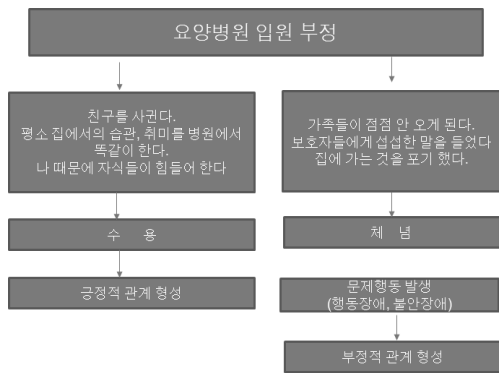 요양병원 입원 부정
친구를 사귄다.
평소 집에서의 습관, 취미를 병원에서
똑같이 한다.
나 때문에 자식들이 힘들어 한다
수 용
긍정적 관계 형성
가족들이 점점 안 오게 된다.
보호자들에게 섭섭한 말을 들었다
집에 가는 것을 포기 했다.
체 념
문제행동 발생
(행동장애, 불안장애)
부정적 관계 형성